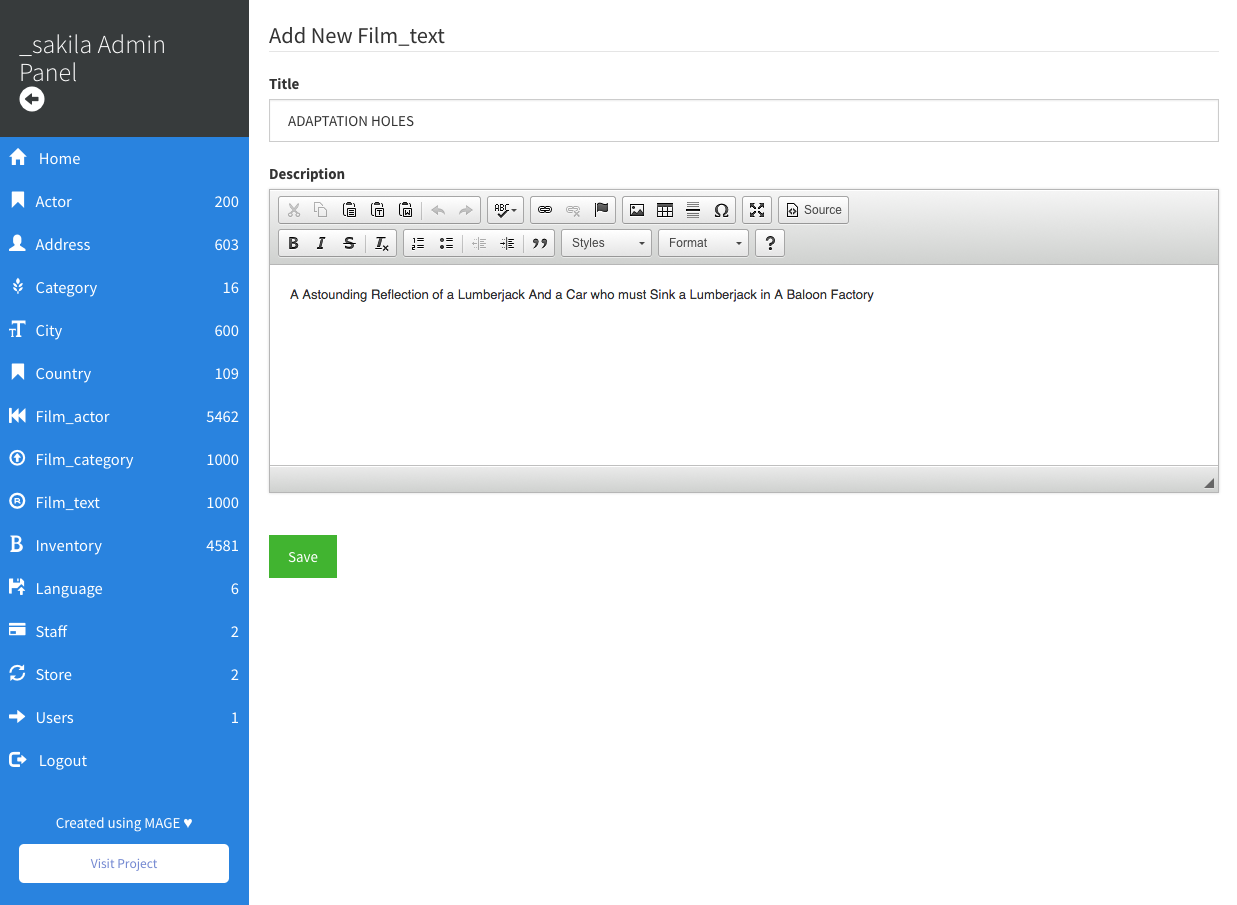 _sakila Admin
Panel
Home
Actor 200
Address 603
Category 16
City 600
Country 109
Film_actor 5462
Film_category 1000
Film_text 1000
Inventory 4581
Language 6
Staff 2
Store 2
Users 1
Logout
Created using MAGE ♥
Visit Project
Add New Film_text
Title
ADAPTATION HOLES
Description
ABC
Source
Styles Format ?
A Astounding Reflection of a Lumberjack And a Car who must Sink a Lumberjack in A Baloon Factory
Save